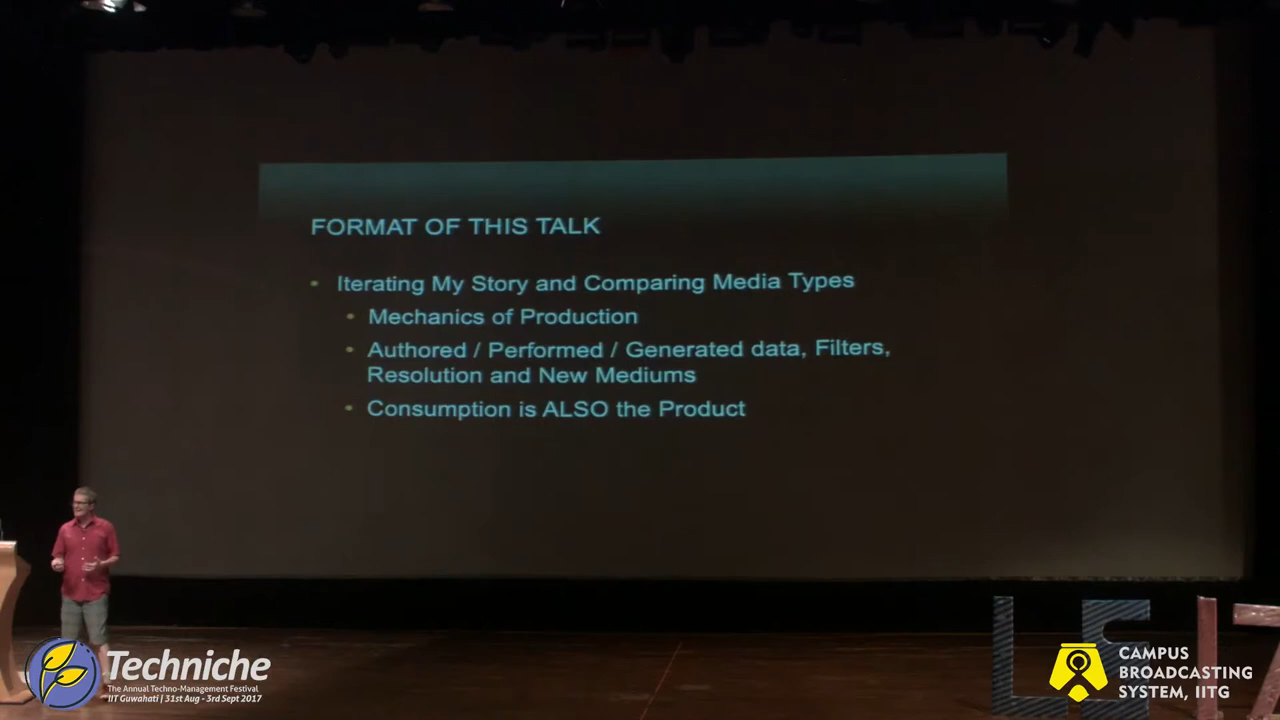 FORMAT OF THIS TALK
• Iterating My Story and Comparing Media Types
• Mechanics of Production
• Authored / Performed / Generated data, Filters,
Resolution and New Mediums
• Consumption is ALSO the Product
Techniche
The Annual Techno-Management Festival
IIT Guwahati | 31st Aug - 3rd Sept 2017
CAMPUS
BROADCASTING
SYSTEM, IITG